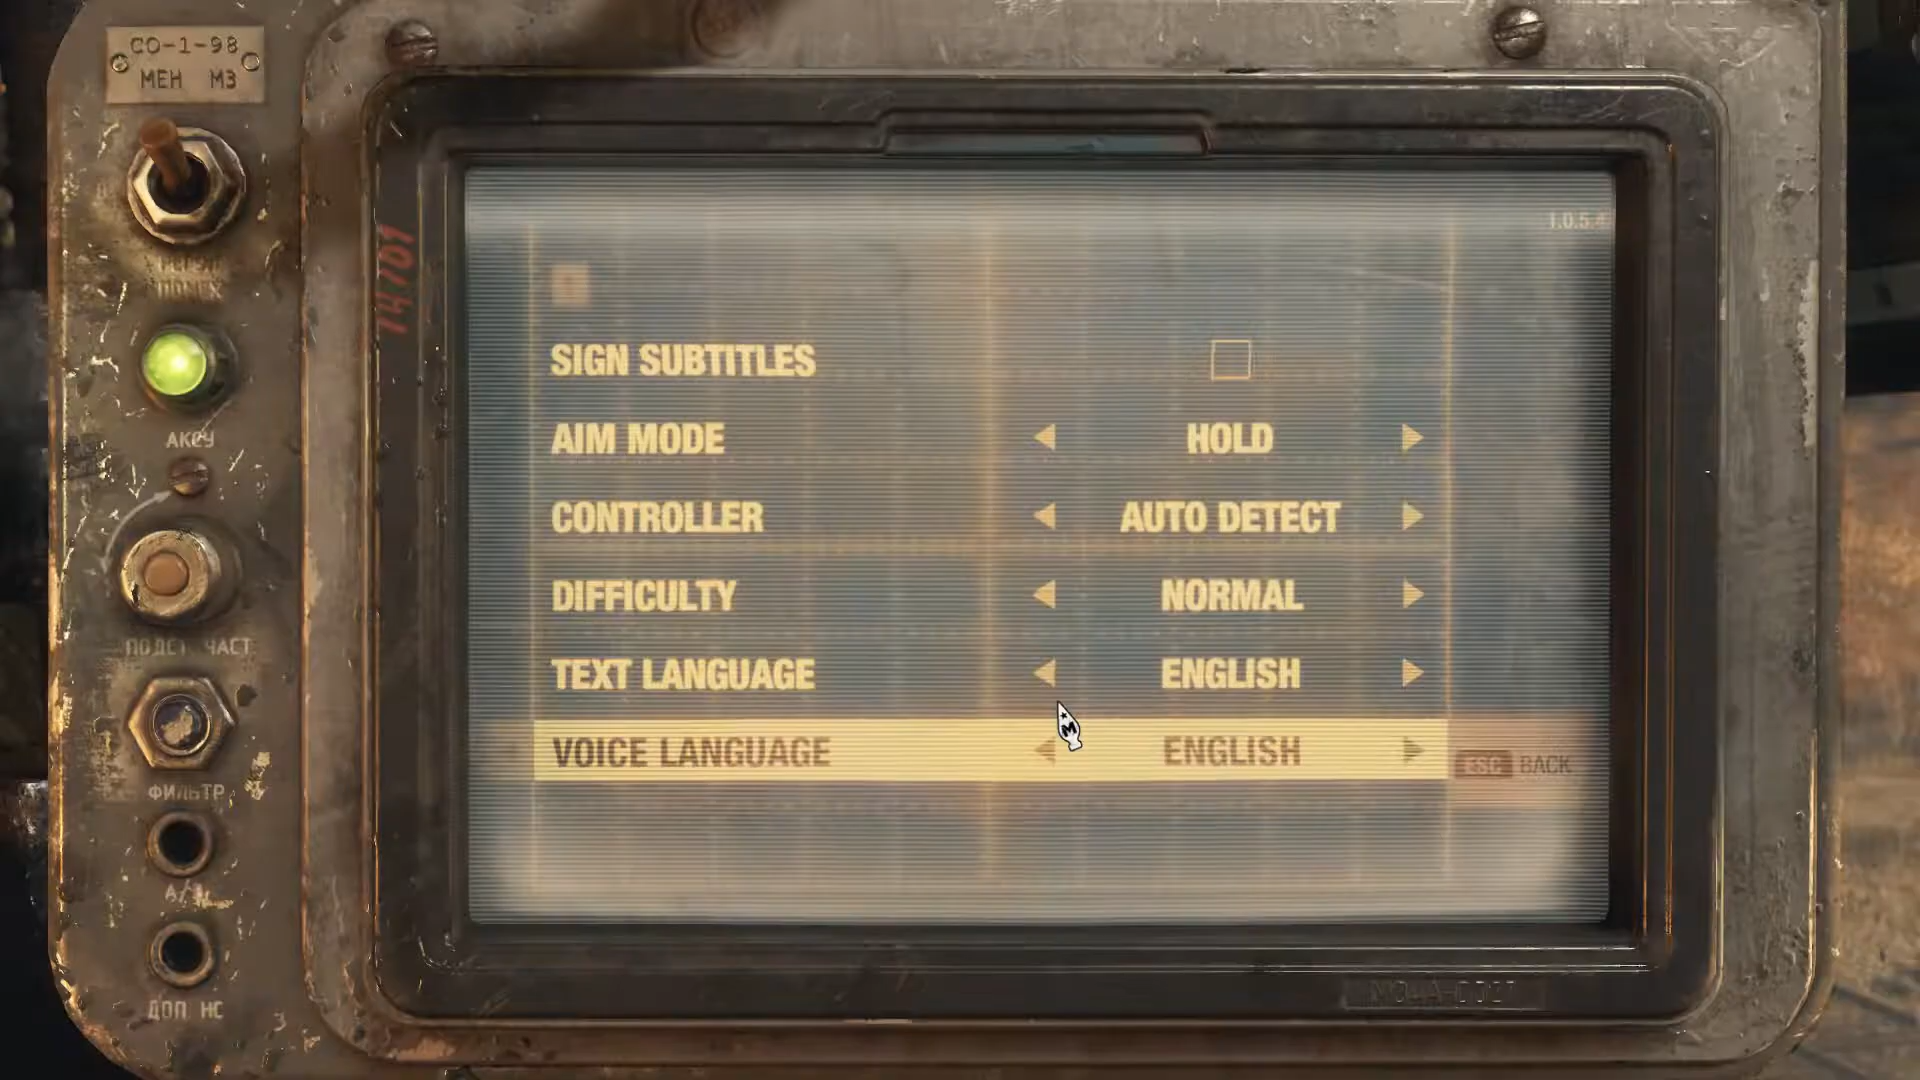 СО-1-98
МЕН МЗ
1.0.5.4
SIGN SUBTITLES
AIM MODE HOLD
CONTROLLER AUTO DETECT
DIFFICULTY NORMAL
TEXT LANGUAGE ENGLISH
VOICE LANGUAGE ENGLISH
ESC BACK
ПОДСТ ЧАСТ
ФИЛЬТР
ДОП НС